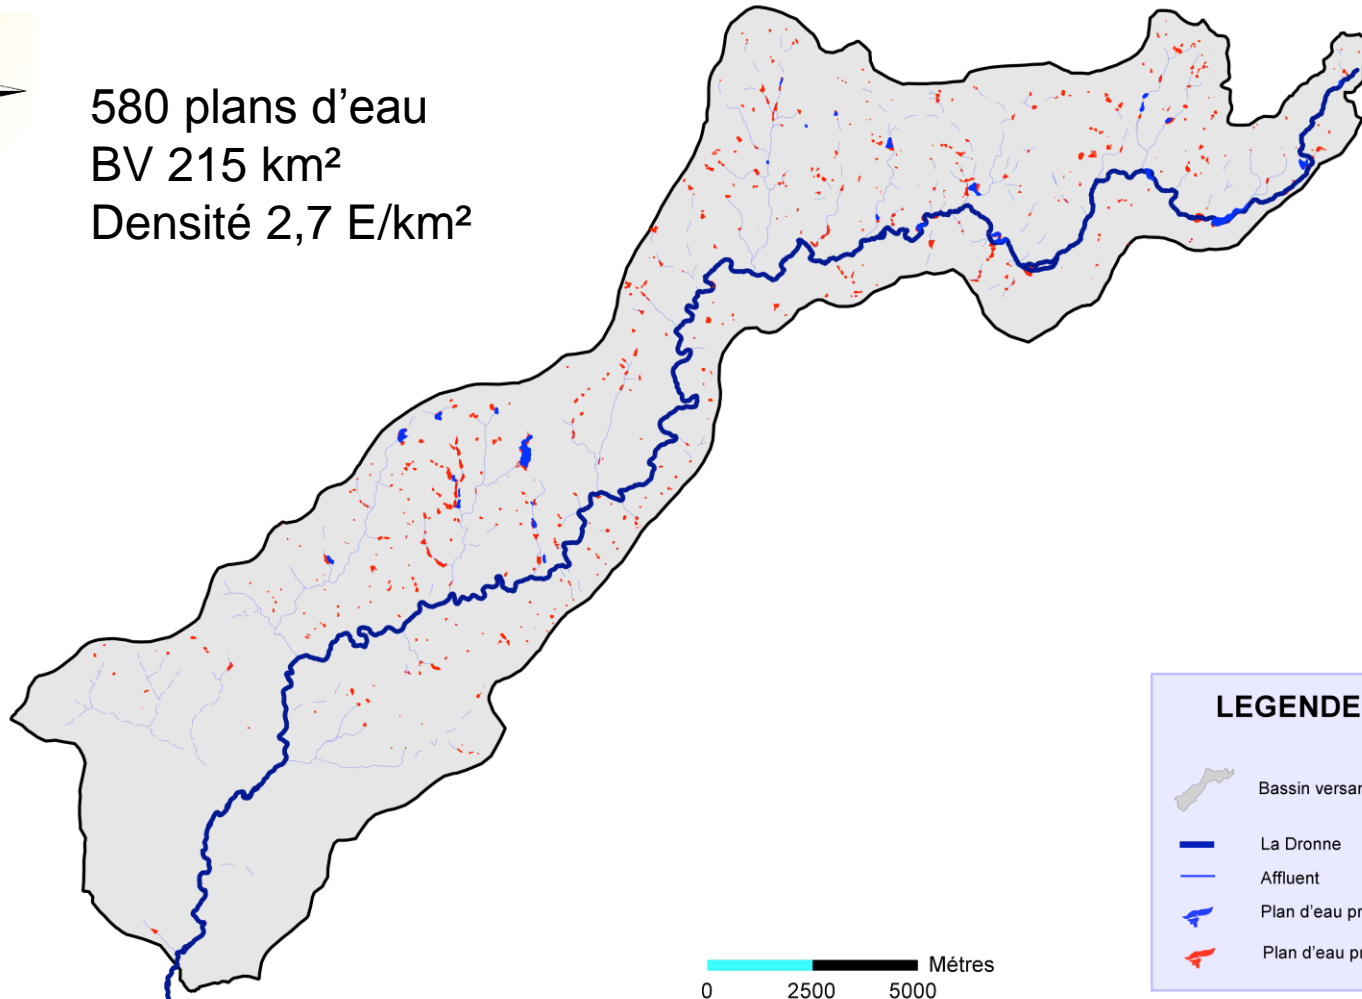 580 plans d'eau
BV 215 km²
Densité 2,7 E/km²
LEGENDE
Bassin versan
La Dronne
Affluent
Plan d'eau pr
Plan d'eau pr
Métres
0 2500 5000